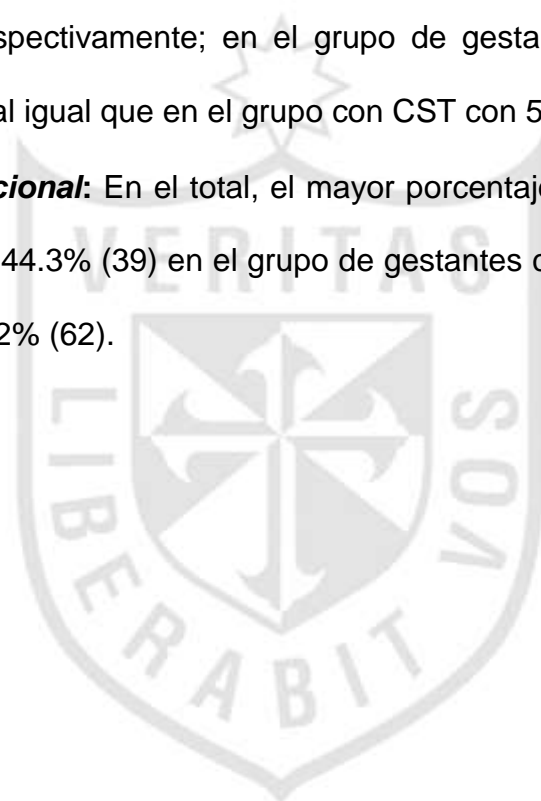 spectivamente; en el grupo de gesta
al igual que en el grupo con CST con 5
cional: En el total, el mayor porcentaje
44.3% (39) en el grupo de gestantes
2% (62).
VERITAS
LIBERABIT VOS